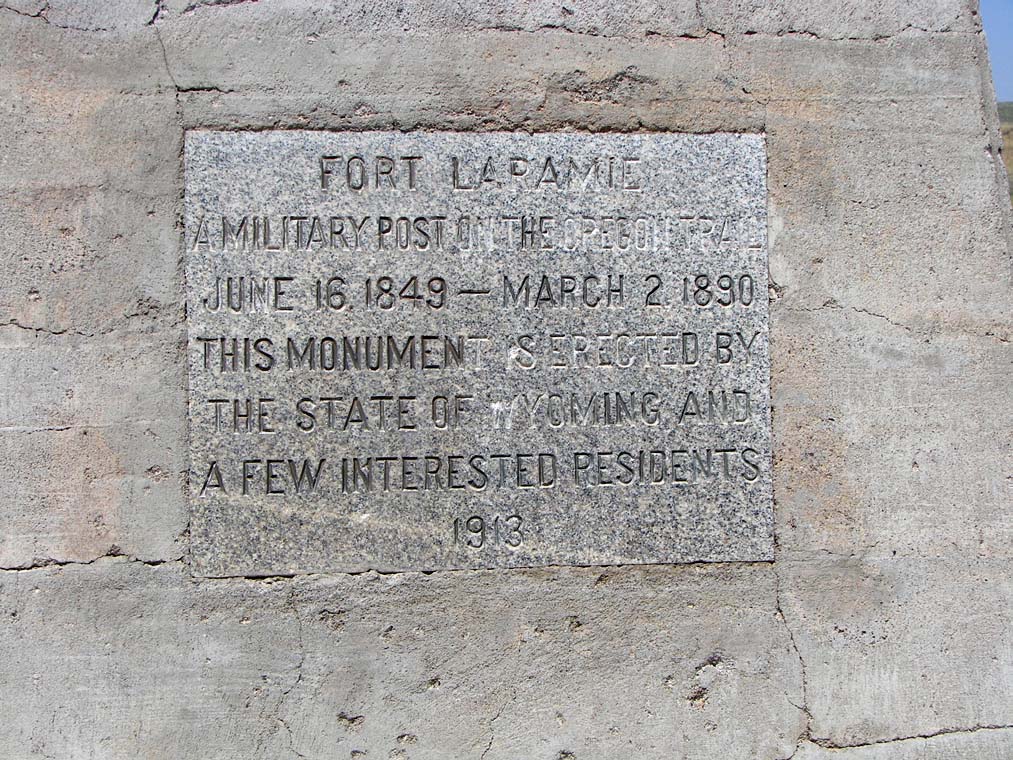 FORT LARAMIE
A MILITARY POST ON THE OREGON TRAIL
JUNE 16, 1849 — MARCH 2, 1890
THIS MONUMENT IS ERECTED BY
THE STATE OF WYOMING AND
A FEW INTERESTED RESIDENTS
1913